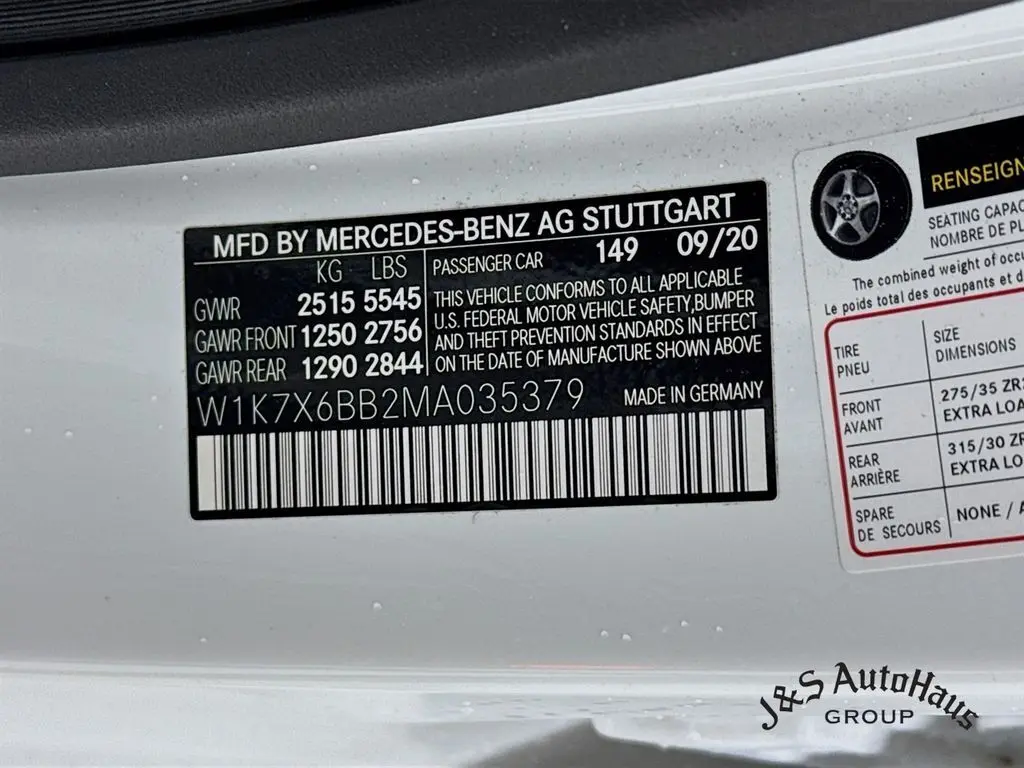 MFD BY MERCEDES-BENZ AG STUTTGART
KG LBS
GVWR 2515 5545
GAWR FRONT 1250 2756
GAWR REAR 1290 2844
PASSENGER CAR 149 09/20
THIS VEHICLE CONFORMS TO ALL APPLICABLE
U.S. FEDERAL MOTOR VEHICLE SAFETY, BUMPER
AND THEFT PREVENTION STANDARDS IN EFFECT
ON THE DATE OF MANUFACTURE SHOWN ABOVE
W1K7X6BB2MA035379 MADE IN GERMANY
RENSEIGN
SEATING CAPAC
NOMBRE DE PL
The combined weight of occu
Le poids total des occupants et d
TIRE SIZE
PNEU DIMENSIONS
FRONT 275/35 ZR
AVANT EXTRA LOA
REAR 315/30 ZR
ARRIÈRE EXTRA LO
SPARE NONE / A
DE SECOURS
J&S AutoHaus
GROUP